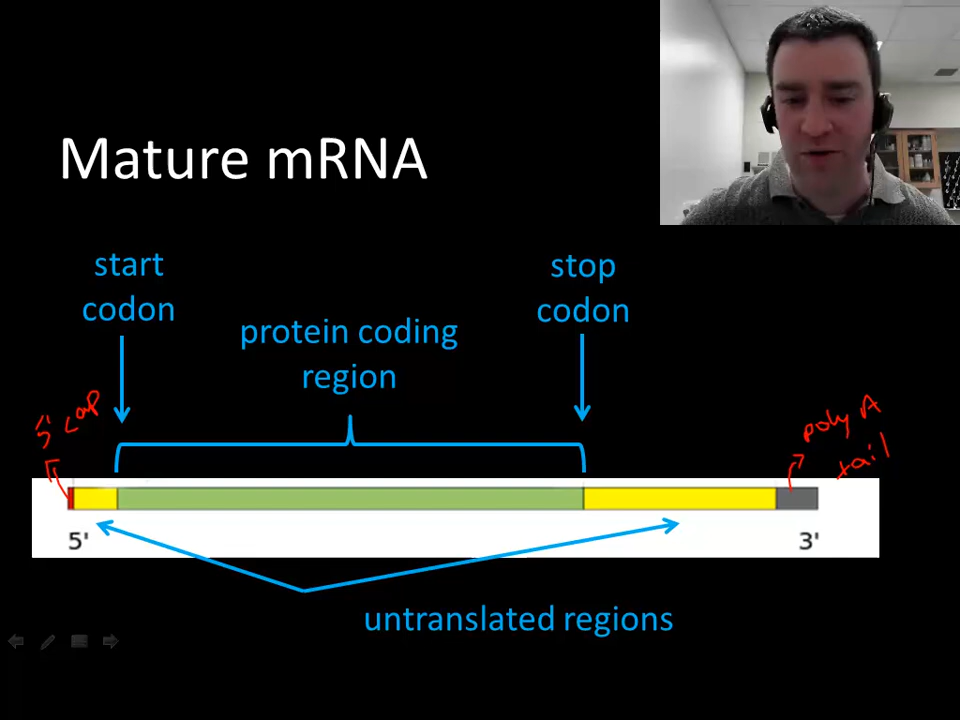 Mature mRNA
start
codon
stop
codon
protein coding
region
5' cap
poly A
tail
5'
3'
untranslated regions